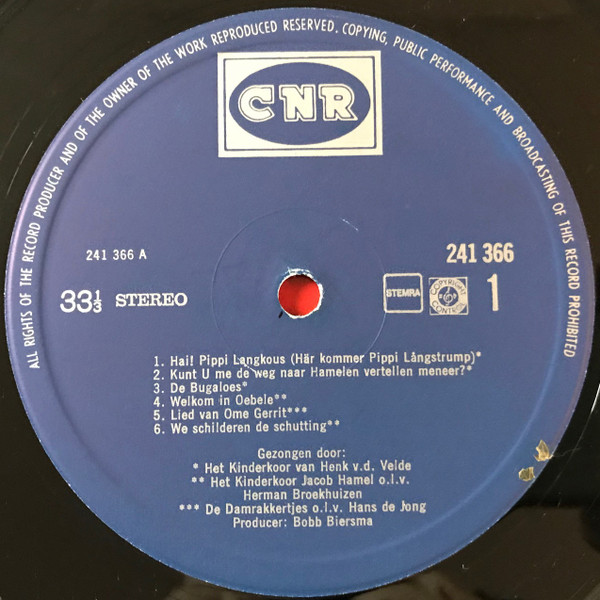 ALL RIGHTS OF THE RECORD PRODUCER AND OF THE OWNER OF THE WORK REPRODUCED RESERVED. COPYING, PUBLIC PERFORMANCE AND BROADCASTING OF THIS RECORD PROHIBITED
CNR
241 366 A
241 366
33⅓ STEREO
STEMRA
COPYRIGHT CONTROL
1
1. Hai! Pippi Langkous (Här kommer Pippi Långstrump)*
2. Kunt U me de weg naar Hamelen vertellen meneer?*
3. De Bugaloes*
4. Welkom in Oebele**
5. Lied van Ome Gerrit***
6. We schilderen de schutting**
Gezongen door:
* Het Kinderkoor van Henk v.d. Velde
** Het Kinderkoor Jacob Hamel o.l.v.
Herman Broekhuizen
*** De Damrakkertjes o.l.v. Hans de Jong
Producer: Bobb Biersma